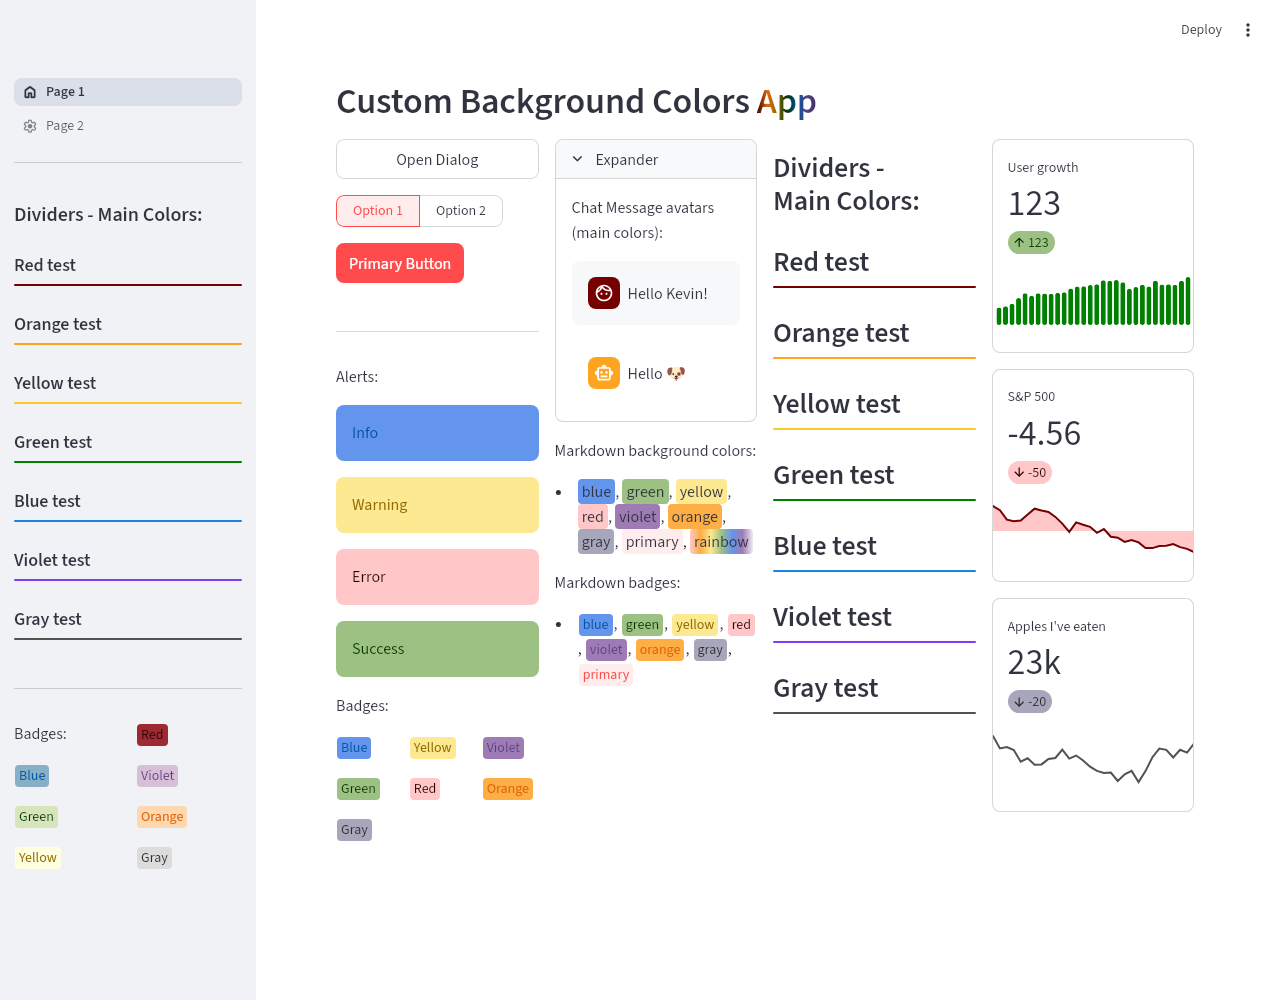 Deploy
Page 1
Page 2
Dividers - Main Colors:
Red test
Orange test
Yellow test
Green test
Blue test
Violet test
Gray test
Badges:
Red
Blue
Violet
Green
Orange
Yellow
Gray
Custom Background Colors App
Open Dialog
Option 1
Option 2
Primary Button
Alerts:
Info
Warning
Error
Success
Badges:
Blue
Yellow
Violet
Green
Red
Orange
Gray
Expander
Chat Message avatars
(main colors):
Hello Kevin!
Hello 🐶
Markdown background colors:
• blue, green, yellow,
red, violet, orange,
gray, primary, rainbow
Markdown badges:
• blue, green, yellow, red
, violet, orange, gray,
primary
Dividers -
Main Colors:
Red test
Orange test
Yellow test
Green test
Blue test
Violet test
Gray test
User growth
123
↑ 123
S&P 500
-4.56
↓ -50
Apples I've eaten
23k
↓ -20